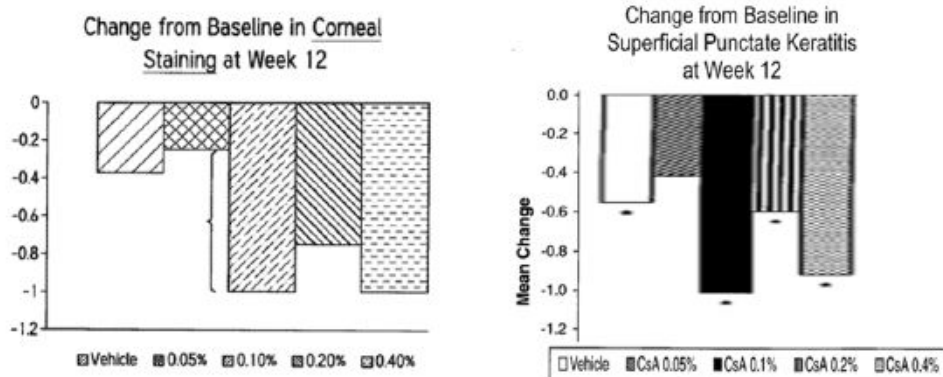 Change from Baseline in Corneal
Staining at Week 12
0
-0.2
-0.4
-0.6
-0.8
-1
-1.2
Vehicle 0.05% 0.10% 0.20% 0.40%
Change from Baseline in
Superficial Punctate Keratitis
at Week 12
Mean Change
0.0
-0.2
-0.4
-0.6
-0.8
-1.0
-1.2
Vehicle CsA 0.05% CsA 0.1% CsA 0.2% CsA 0.4%